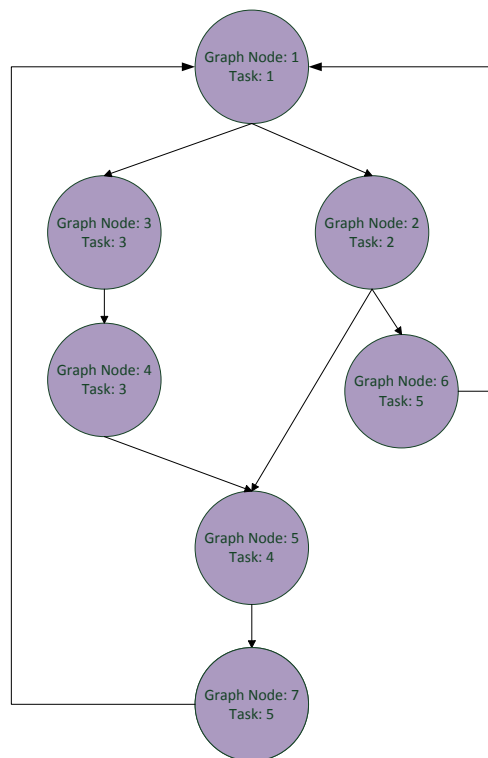 Graph Node: 1
Task: 1
Graph Node: 3
Task: 3
Graph Node: 2
Task: 2
Graph Node: 4
Task: 3
Graph Node: 6
Task: 5
Graph Node: 5
Task: 4
Graph Node: 7
Task: 5